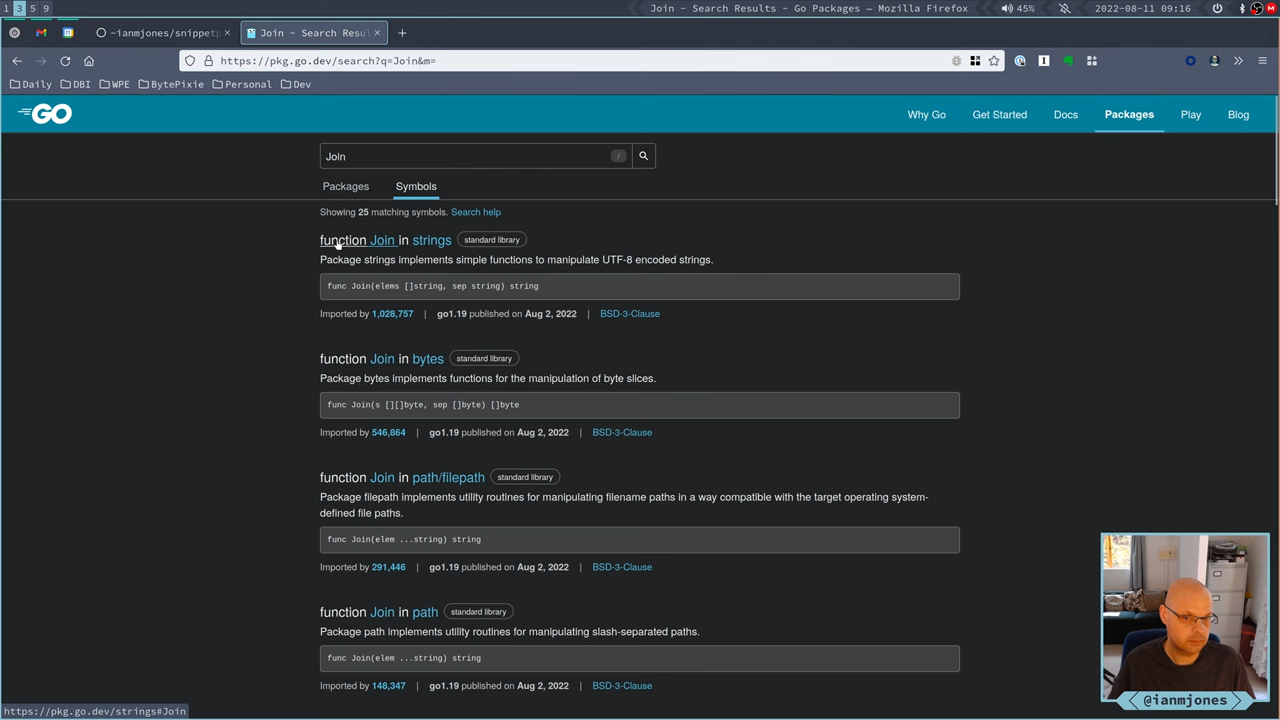 1 3 5 9
Join - Search Results - Go Packages — Mozilla Firefox
45%
2022-08-11 09:16
~ianmjones/snippetp
Join - Search Resul
https://pkg.go.dev/search?q=Join&m=
Daily
DBI
WPE
BytePixie
Personal
Dev
GO
Why Go
Get Started
Docs
Packages
Play
Blog
Join
/
Packages
Symbols
Showing 25 matching symbols. Search help
function Join in strings standard library
Package strings implements simple functions to manipulate UTF-8 encoded strings.
func Join(elems []string, sep string) string
Imported by 1,028,757 | go1.19 published on Aug 2, 2022 | BSD-3-Clause
function Join in bytes standard library
Package bytes implements functions for the manipulation of byte slices.
func Join(s [][]byte, sep []byte) []byte
Imported by 546,864 | go1.19 published on Aug 2, 2022 | BSD-3-Clause
function Join in path/filepath standard library
Package filepath implements utility routines for manipulating filename paths in a way compatible with the target operating system-
defined file paths.
func Join(elem ...string) string
Imported by 291,446 | go1.19 published on Aug 2, 2022 | BSD-3-Clause
function Join in path standard library
Package path implements utility routines for manipulating slash-separated paths.
func Join(elem ...string) string
Imported by 148,347 | go1.19 published on Aug 2, 2022 | BSD-3-Clause
https://pkg.go.dev/strings#Join
@ianmjones